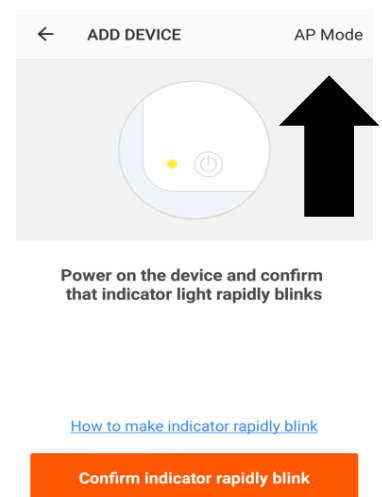 ADD DEVICE AP Mode
Power on the device and confirm
that indicator light rapidly blinks
How to make indicator rapidly blink
Confirm indicator rapidly blink